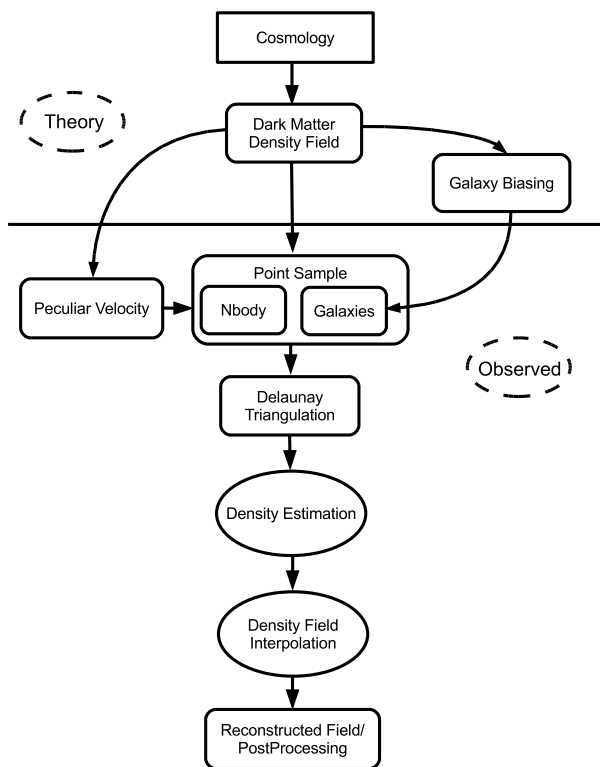 Cosmology
Theory
Dark Matter
Density Field
Galaxy Biasing
Point Sample
Peculiar Velocity
Nbody
Galaxies
Observed
Delaunay
Triangulation
Density Estimation
Density Field
Interpolation
Reconstructed Field/
PostProcessing